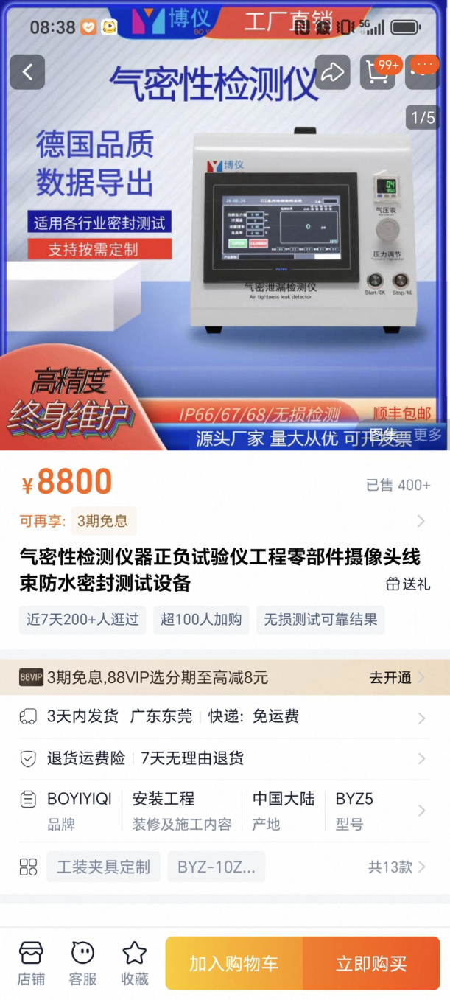 08:38
5G
博仪
BO YI
工厂直销
99+
1/5
气密性检测仪
德国品质
数据导出
适用各行业密封测试
支持按需定制
博仪
16:08:34
OPEN
CLOSED
0
气压表
压力调节
Start/OK
Stop/NG
气密泄漏检测仪
Air tightness leak detector
高精度
终身维护
IP66/67/68/无损检测
顺丰包邮
源头厂家 量大从优 可开发票
图集
更多
¥8800
已售 400+
可再享: 3期免息
气密性检测仪器正负试验仪工程零部件摄像头线
束防水密封测试设备
送礼
近7天200+人逛过
超100人加购
无损测试可靠结果
88VIP 3期免息,88VIP选分期至高减8元
去开通
3天内发货 广东东莞 快递: 免运费
退货运费险 7天无理由退货
BOYIYIQI 安装工程 中国大陆 BYZ5
品牌 装修及施工内容 产地 型号
工装夹具定制 BYZ-10Z... 共13款
店铺 客服 收藏
加入购物车 立即购买